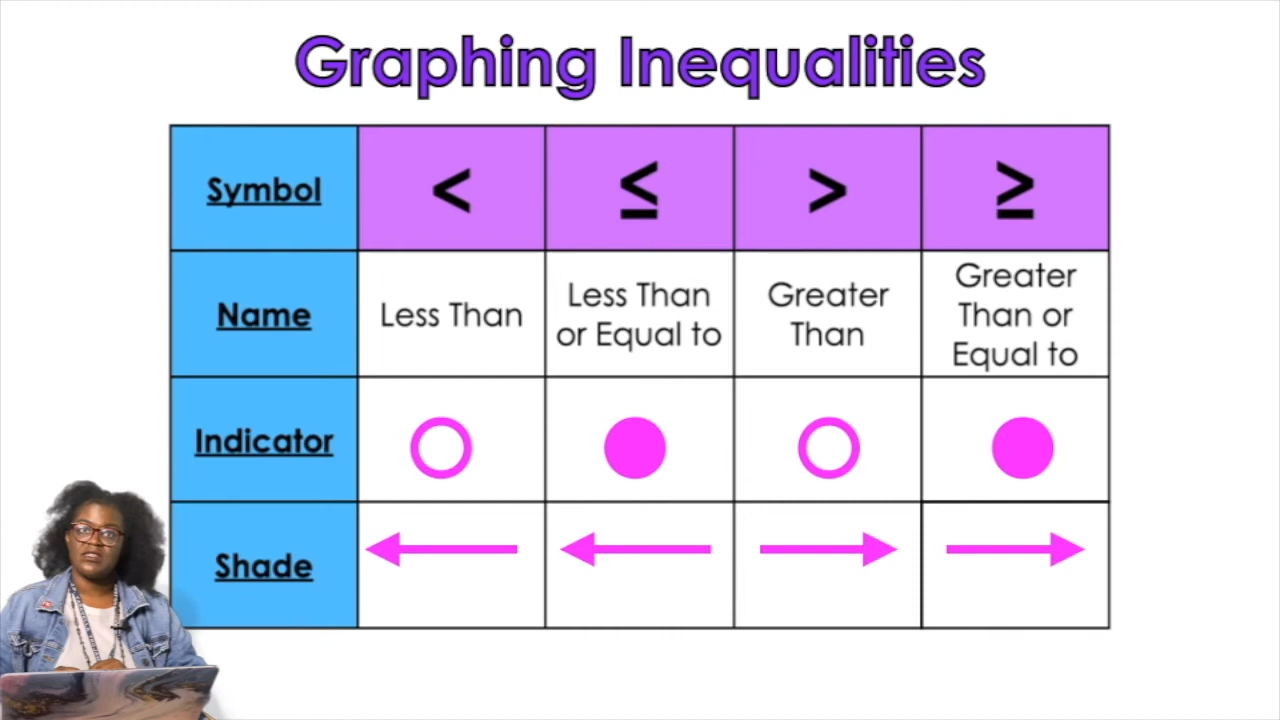 Graphing Inequalities
Symbol < ≤ > ≥
Name Less Than Less Than or Equal to Greater Than Greater Than or Equal to
Indicator
Shade